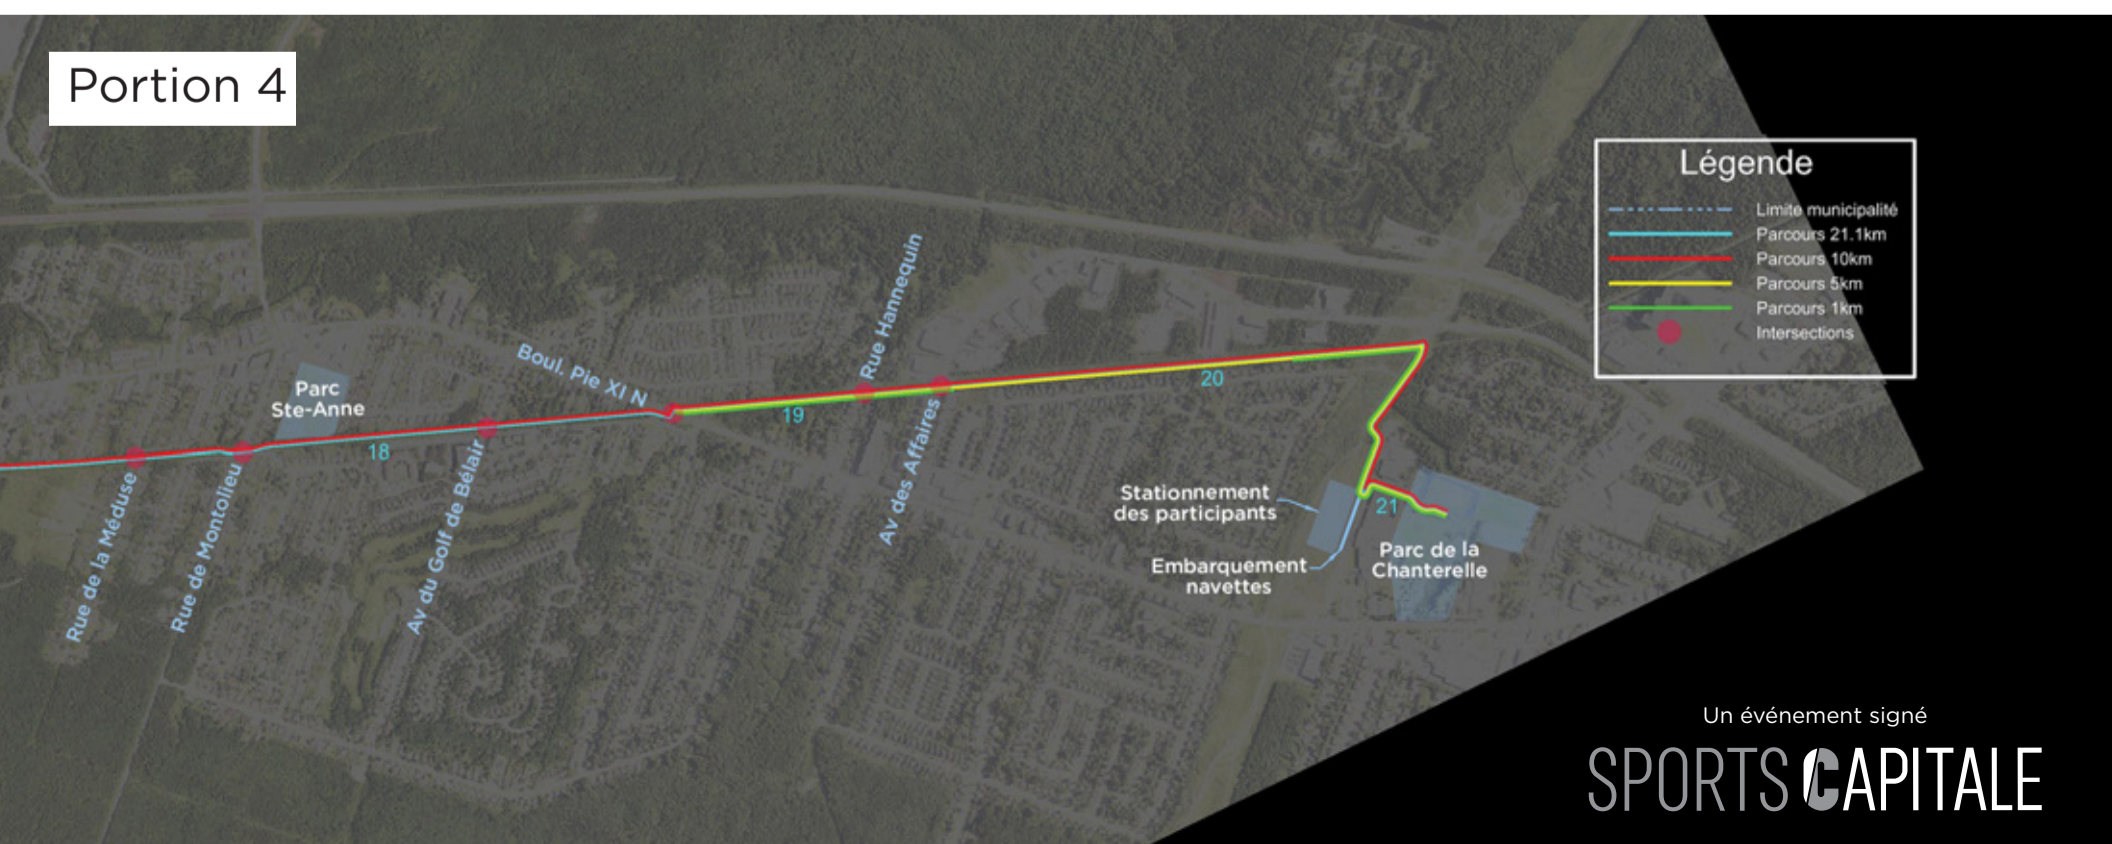 Portion 4
Légende
Limite municipalité
Parcours 21.1km
Parcours 10km
Parcours 5km
Parcours 1km
Intersections
Rue Hannequin
Boul. Pie XI N
Parc
Ste-Anne
18
19
20
21
Rue de la Méduse
Rue de Montolieu
Av du Golf de Bélair
Av des Affaires
Stationnement
des participants
Embarquement
navettes
Parc de la
Chanterelle
Un événement signé
SPORTS CAPITALE